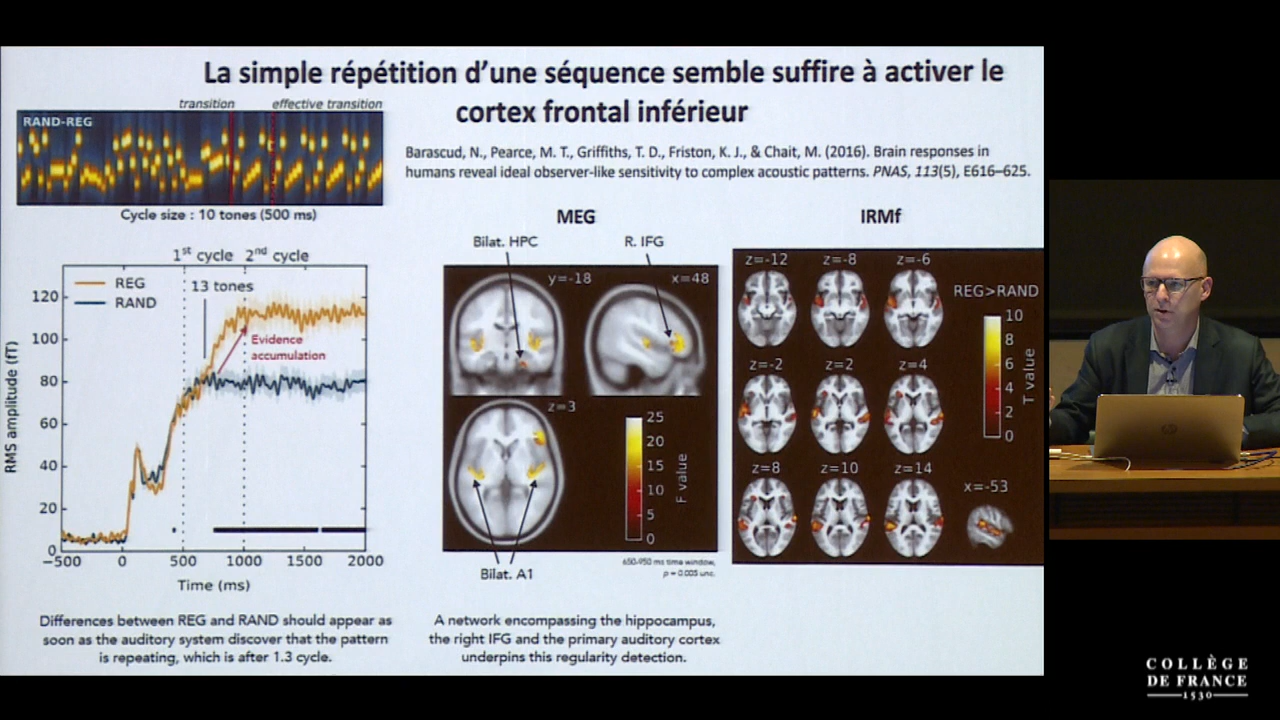 La simple répétition d'une séquence semble suffire à activer le
cortex frontal inférieur
transition
effective transition
RAND-REG
Cycle size : 10 tones (500 ms)
Barascud, N., Pearce, M. T., Griffiths, T. D., Friston, K. J., & Chait, M. (2016). Brain responses in
humans reveal ideal observer-like sensitivity to complex acoustic patterns. PNAS, 113(5), E616–625.
1st cycle 2nd cycle
REG
RAND
13 tones
Evidence
accumulation
RMS amplitude (fT)
120
100
80
60
40
20
0
−500 0 500 1000 1500 2000
Time (ms)
Differences between REG and RAND should appear as
soon as the auditory system discover that the pattern
is repeating, which is after 1.3 cycle.
MEG
Bilat. HPC
R. IFG
y=-18
x=48
z=3
25
20
15
10
5
0
F value
650-950 ms time window,
p = 0.005 unc.
Bilat. A1
A network encompassing the hippocampus,
the right IFG and the primary auditory cortex
underpins this regularity detection.
IRMf
z=-12 z=-8 z=-6
z=-2 z=2 z=4
z=8 z=10 z=14
x=-53
REG>RAND
10
8
6
4
2
0
T value
hp
COLLÈGE
DE FRANCE
1530